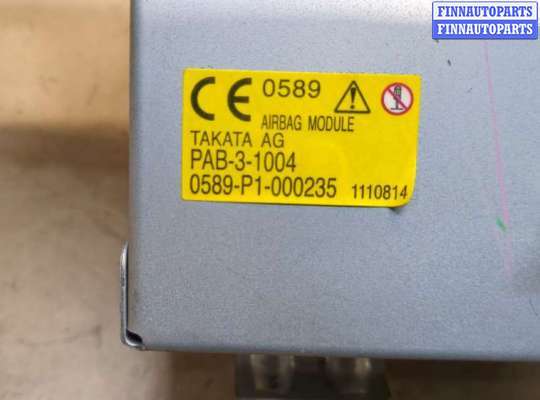 FINNAUTOPARTS
FINNAUTOPARTS
CE 0589
AIRBAG MODULE
TAKATA AG
PAB-3-1004
0589-P1-000235 1110814